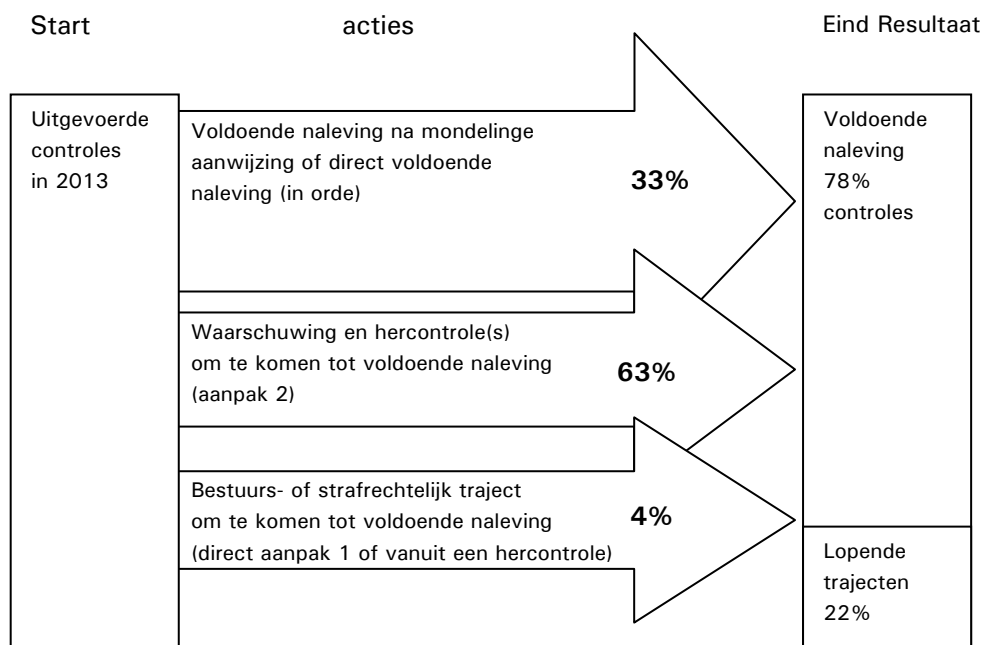 Start
acties
Eind Resultaat
Uitgevoerde
controles
in 2013
Voldoende naleving na mondelinge
aanwijzing of direct voldoende
naleving (in orde)
33%
Waarschuwing en hercontrole(s)
om te komen tot voldoende naleving
(aanpak 2)
63%
Bestuurs- of strafrechtelijk traject
om te komen tot voldoende naleving
(direct aanpak 1 of vanuit een hercontrole)
4%
Voldoende
naleving
78%
controles
Lopende
trajecten
22%